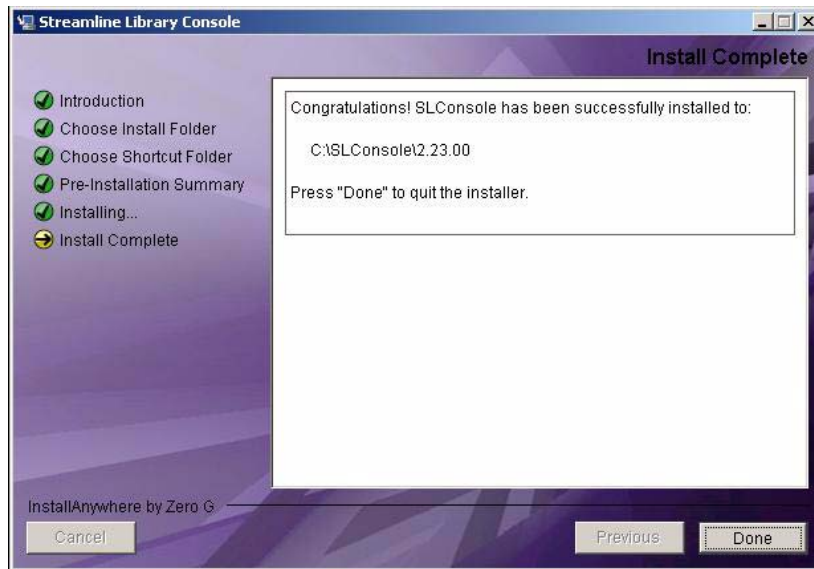 Streamline Library Console
Install Complete
Introduction
Choose Install Folder
Choose Shortcut Folder
Pre-Installation Summary
Installing...
Install Complete
Congratulations! SLConsole has been successfully installed to:
C:\SLConsole\2.23.00
Press "Done" to quit the installer.
InstallAnywhere by Zero G
Cancel
Previous
Done